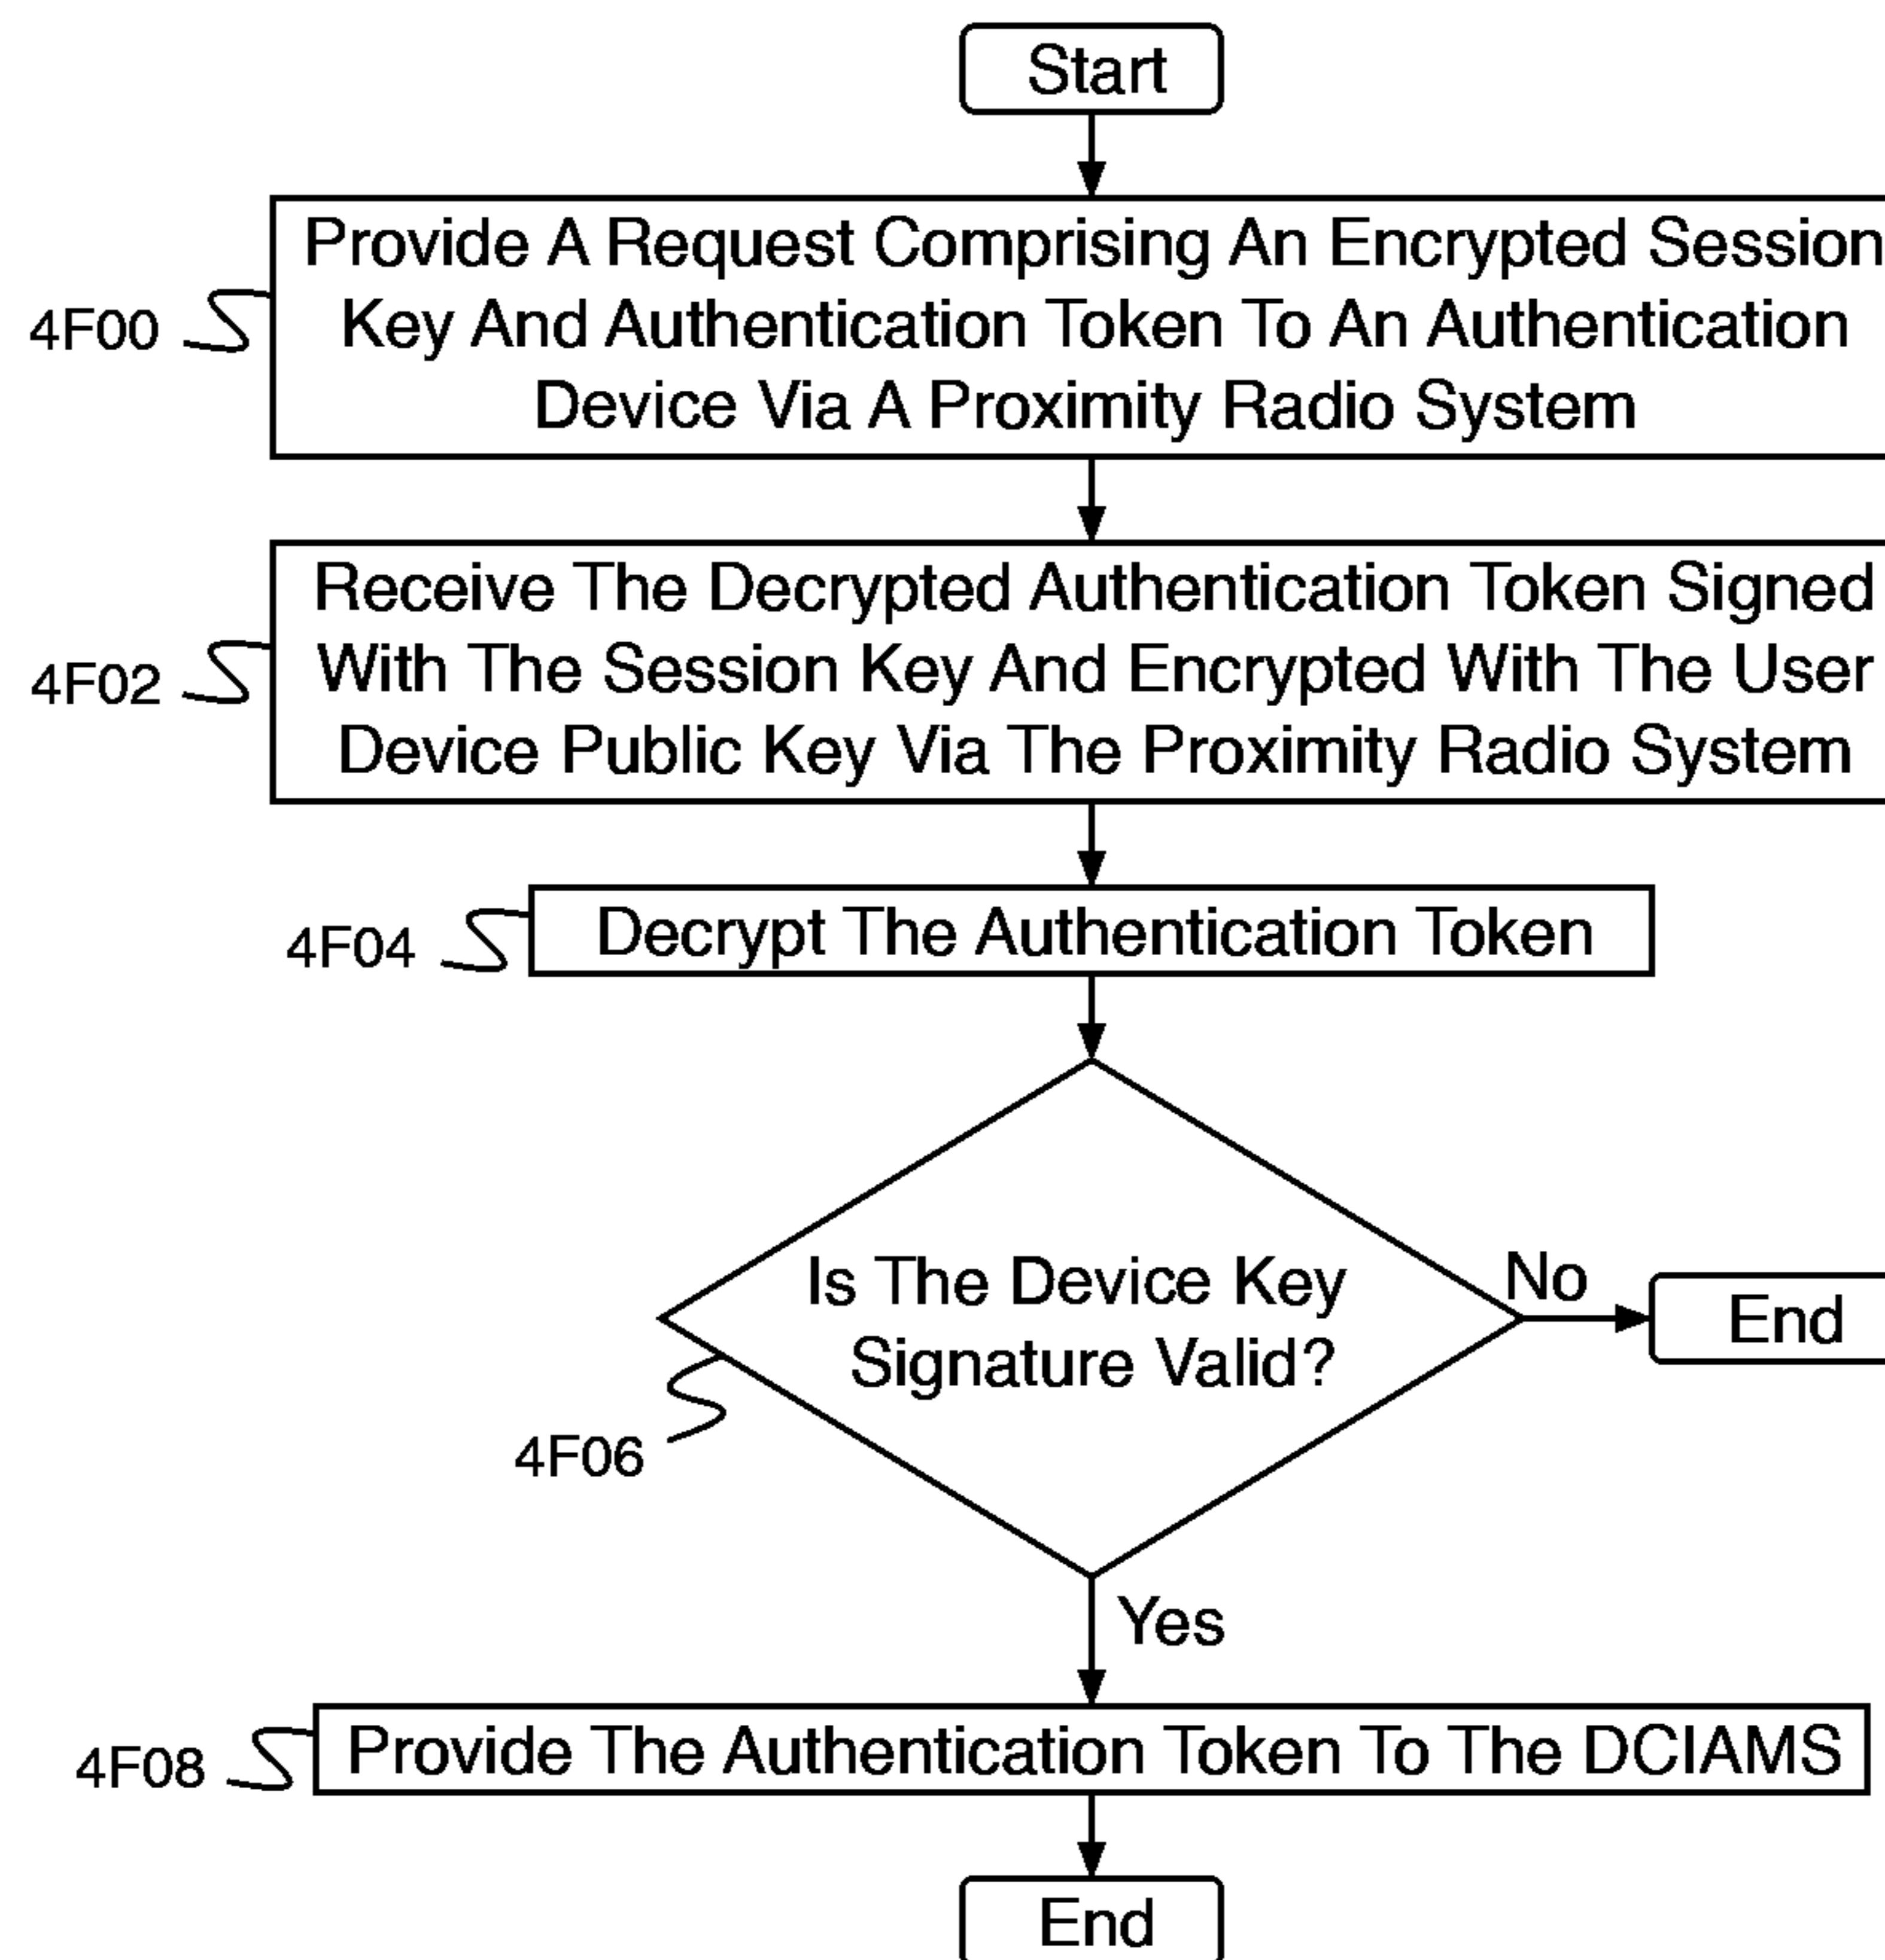 Start
Provide A Request Comprising An Encrypted Session
Key And Authentication Token To An Authentication
Device Via A Proximity Radio System
4F00
Receive The Decrypted Authentication Token Signed
With The Session Key And Encrypted With The User
Device Public Key Via The Proximity Radio System
4F02
Decrypt The Authentication Token
4F04
Is The Device Key
Signature Valid?
4F06
No
End
Yes
Provide The Authentication Token To The DCIAMS
4F08
End